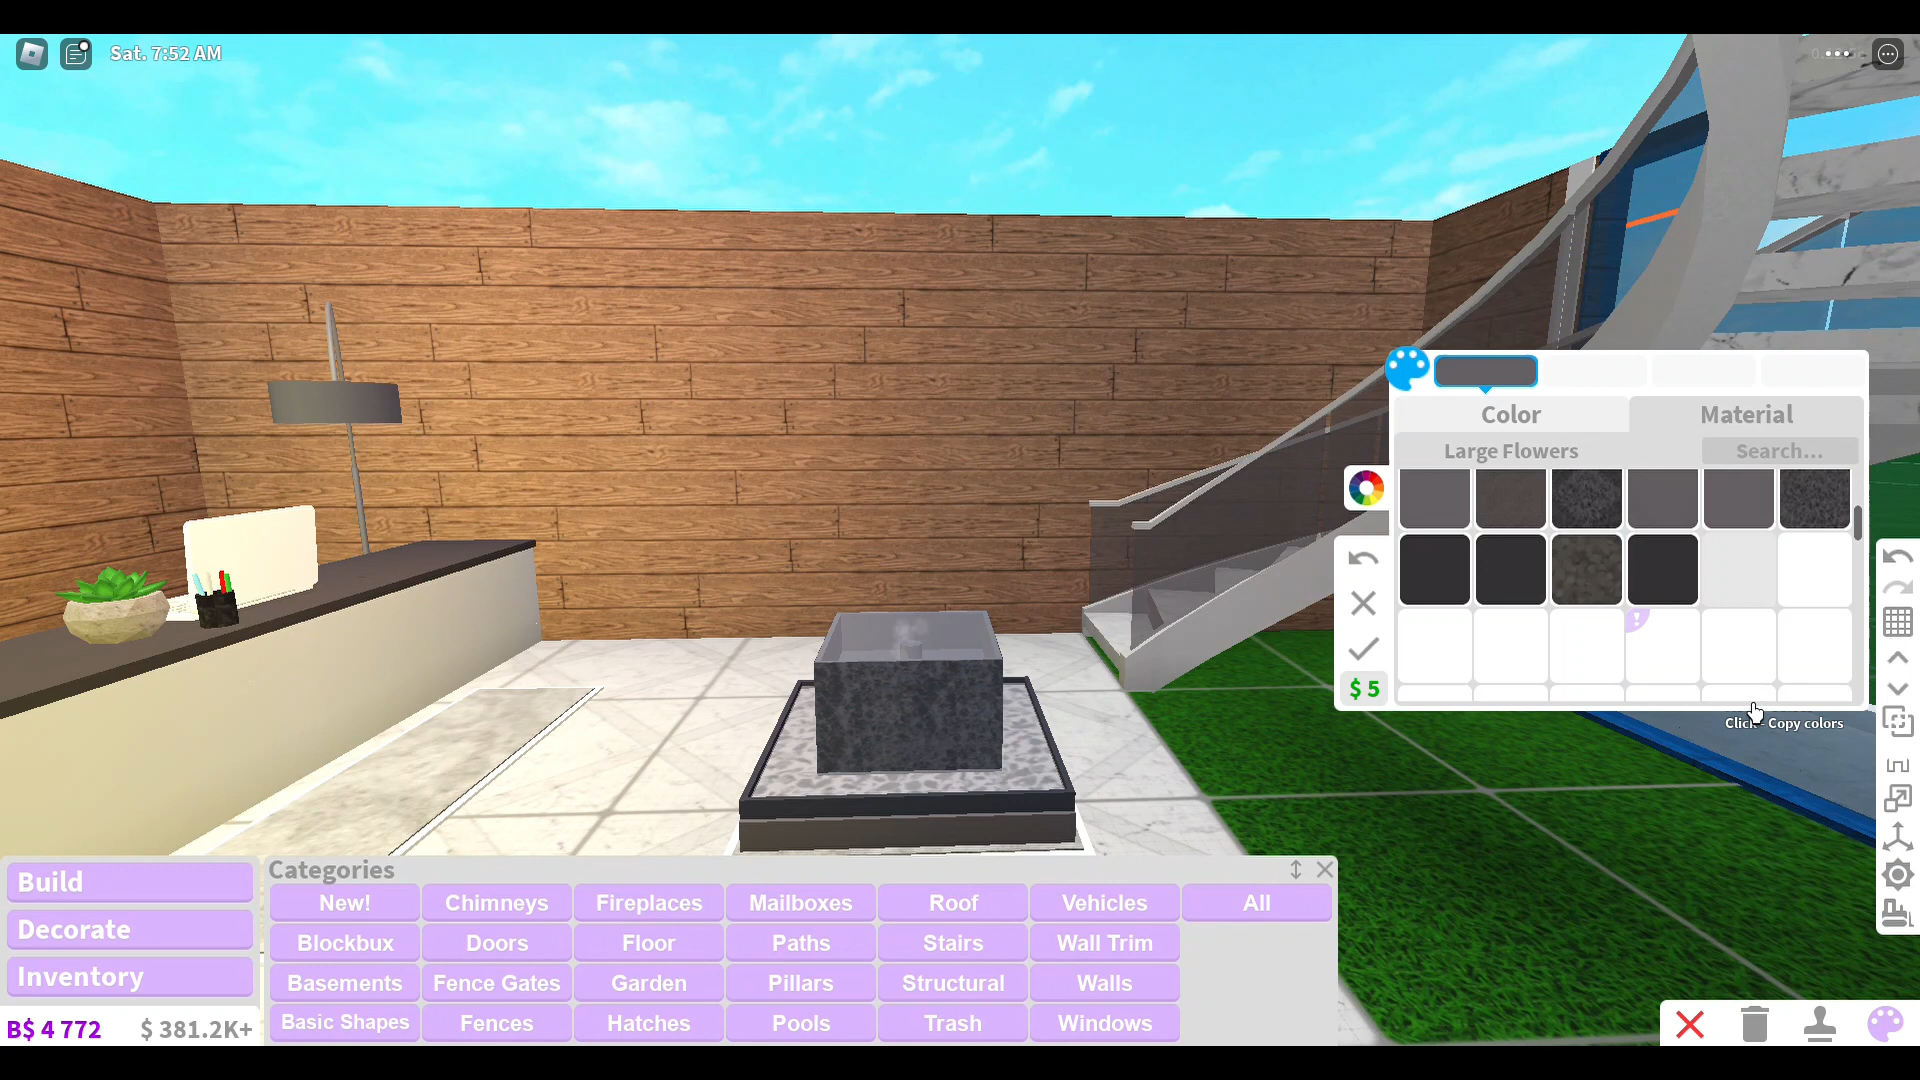 Sat. 7:52 AM
Color
Material
Large Flowers
Search...
$ 5
Click - Copy colors
Build
Decorate
Inventory
B$ 4 772
$ 381.2K+
Categories
New!
Chimneys
Fireplaces
Mailboxes
Roof
Vehicles
All
Blockbux
Doors
Floor
Paths
Stairs
Wall Trim
Basements
Fence Gates
Garden
Pillars
Structural
Walls
Basic Shapes
Fences
Hatches
Pools
Trash
Windows